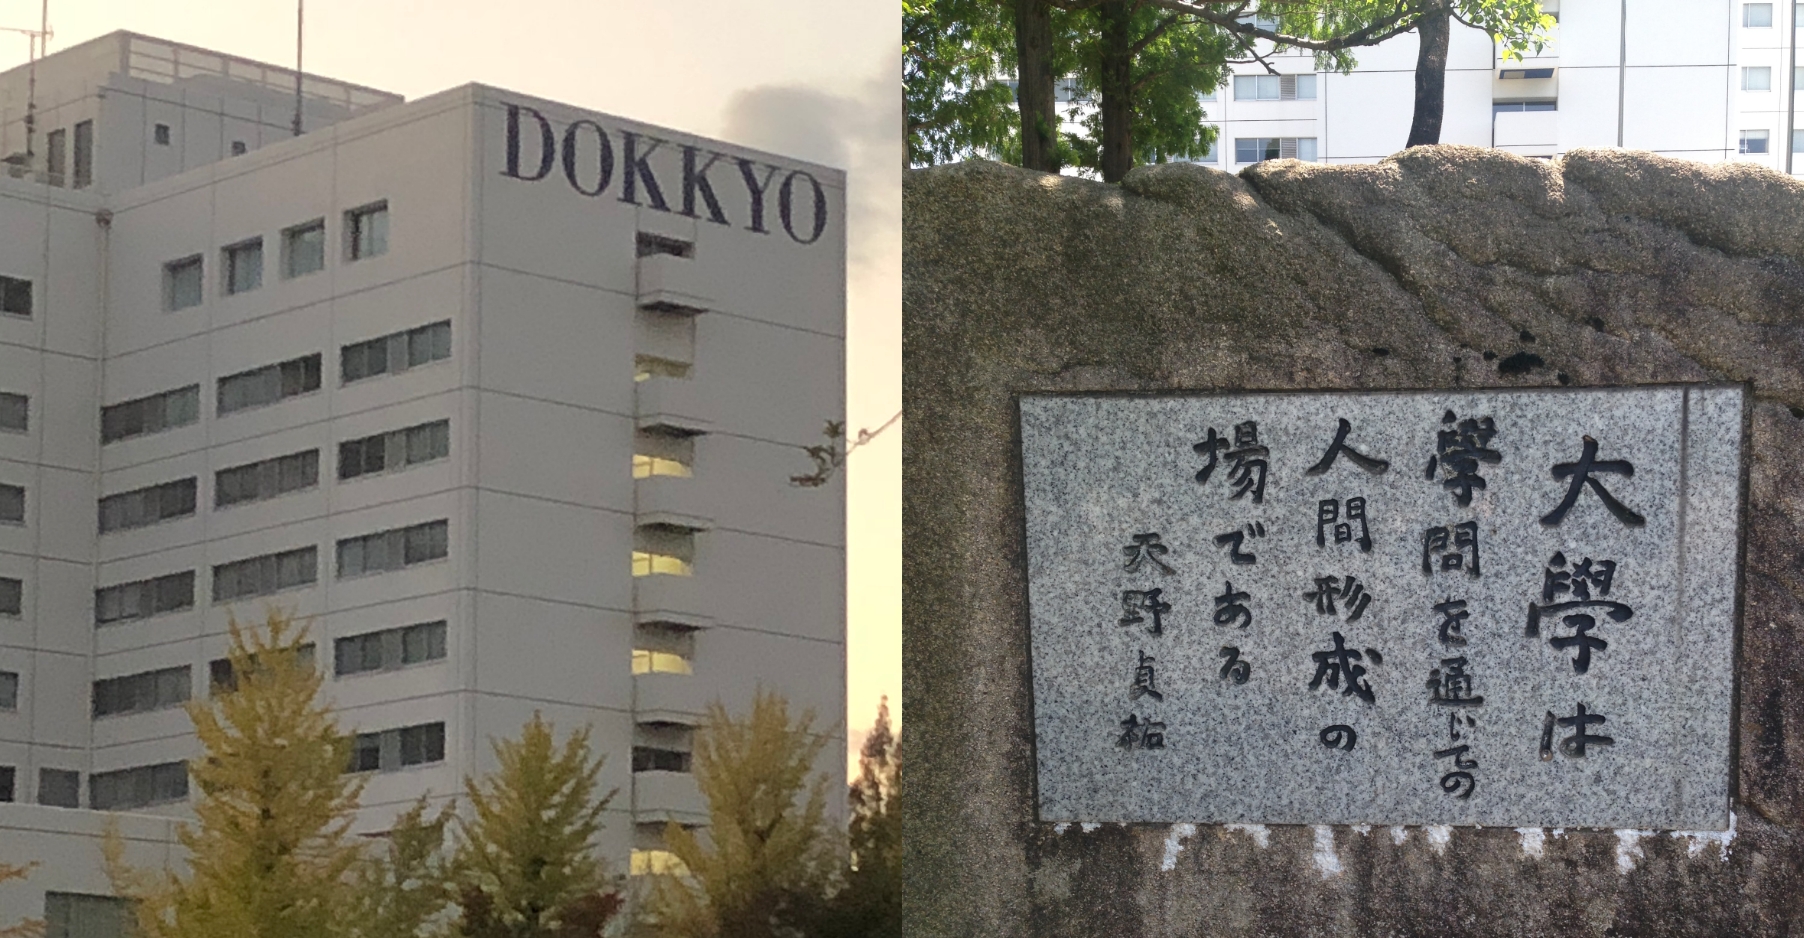 DOKKYO
大學は
學問を通じての
人間形成の
場である
天野貞祐